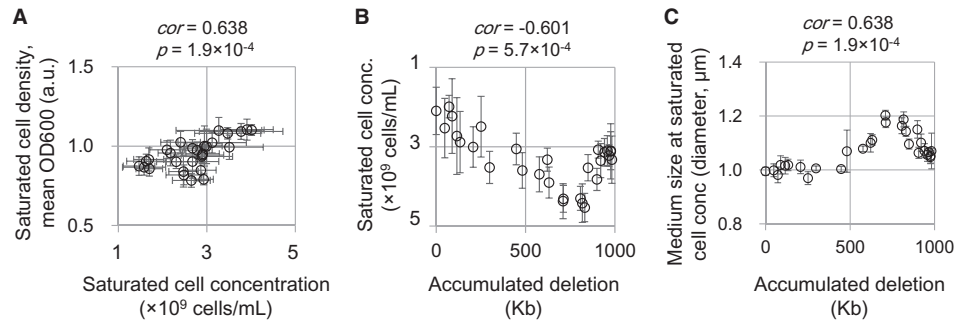 A
cor = 0.638
p = 1.9×10-4
Saturated cell density,
mean OD600 (a.u.)
1.5
1.0
0.5
1
3
5
Saturated cell concentration
(×10⁹ cells/mL)
B
cor = -0.601
p = 5.7×10-4
Saturated cell conc.
(×10⁹ cells/mL)
1
3
5
0
500
1000
Accumulated deletion
(Kb)
C
cor = 0.638
p = 1.9×10-4
Medium size at saturated
cell conc (diameter, µm)
1.4
1.2
1.0
0.8
0
500
1000
Accumulated deletion
(Kb)